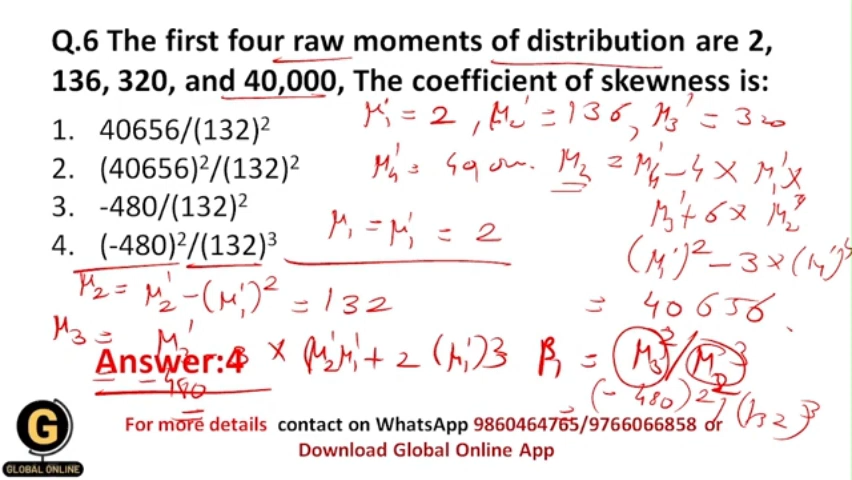 Q.6 The first four raw moments of distribution are 2,
136, 320, and 40,000, The coefficient of skewness is:
1. 40656/(132)²
2. (40656)²/(132)²
3. -480/(132)²
4. (-480)²/(132)³
μ₁' = 2 , μ₂' = 136, μ₃' = 320
μ₄' =
= μ₄' - 4 × μ₁' ×
μ₃' + 6 × μ₂'
(μ₁')² - 3 × (μ₁')⁴
= 40656
μ₁ = μ₁' = 2
μ₂ = μ₂' - (μ₁')² = 132
μ₃ =
× μ₂'μ₁' + 2 (μ₁')3
= -480
β₁ = μ₃²/μ₂³
= (-480)2/(132)3
Answer:4
For more details contact on WhatsApp 9860464765/9766066858 or
Download Global Online App
G
GLOBAL ONLINE